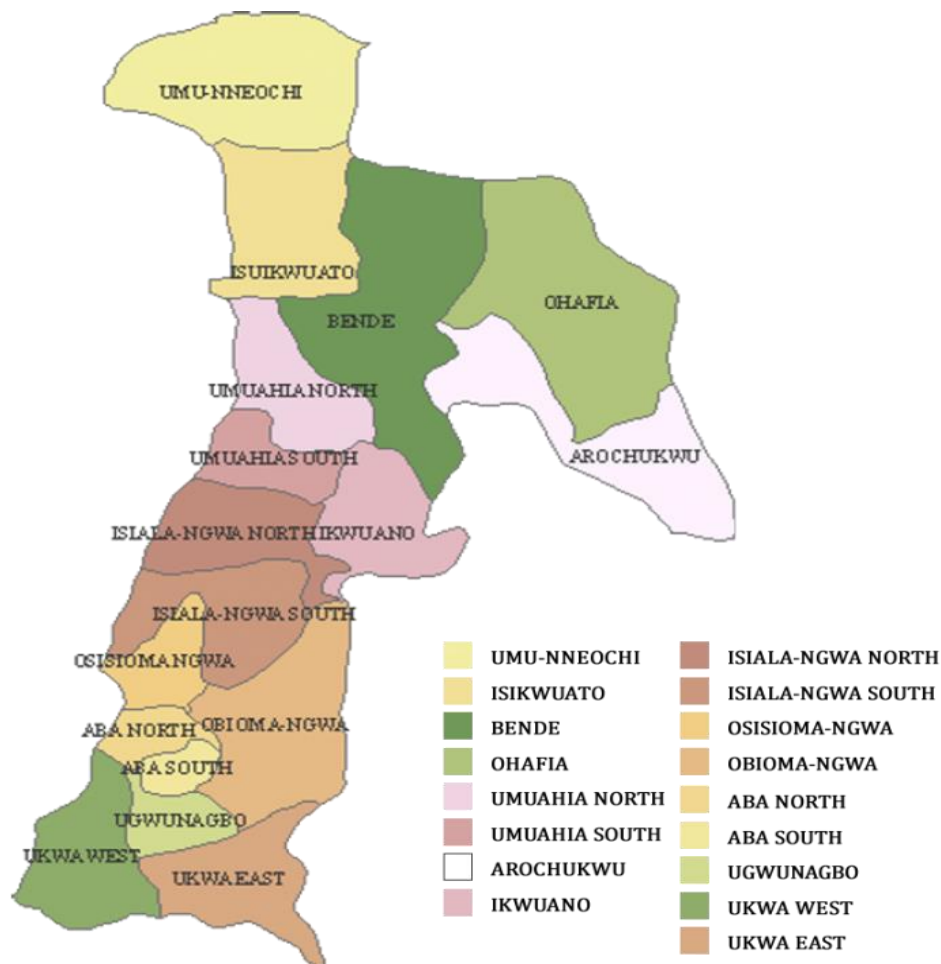 UMU-NNEOCHI
ISUIKWUATO
OHAFIA
BENDE
UMUAHIA NORTH
AROCHUKWU
UMUAHIA SOUTH
ISIALA-NGWA NORTH
IKWUANO
ISIALA-NGWA SOUTH
OSISIOMA NGWA
OBIOMA-NGWA
ABA NORTH
ABA SOUTH
UGWUNAGBO
UKWA WEST
UKWA EAST
UMU-NNEOCHI
ISIKWUATO
BENDE
OHAFIA
UMUAHIA NORTH
UMUAHIA SOUTH
AROCHUKWU
IKWUANO
ISIALA-NGWA NORTH
ISIALA-NGWA SOUTH
OSISIOMA-NGWA
OBIOMA-NGWA
ABA NORTH
ABA SOUTH
UGWUNAGBO
UKWA WEST
UKWA EAST